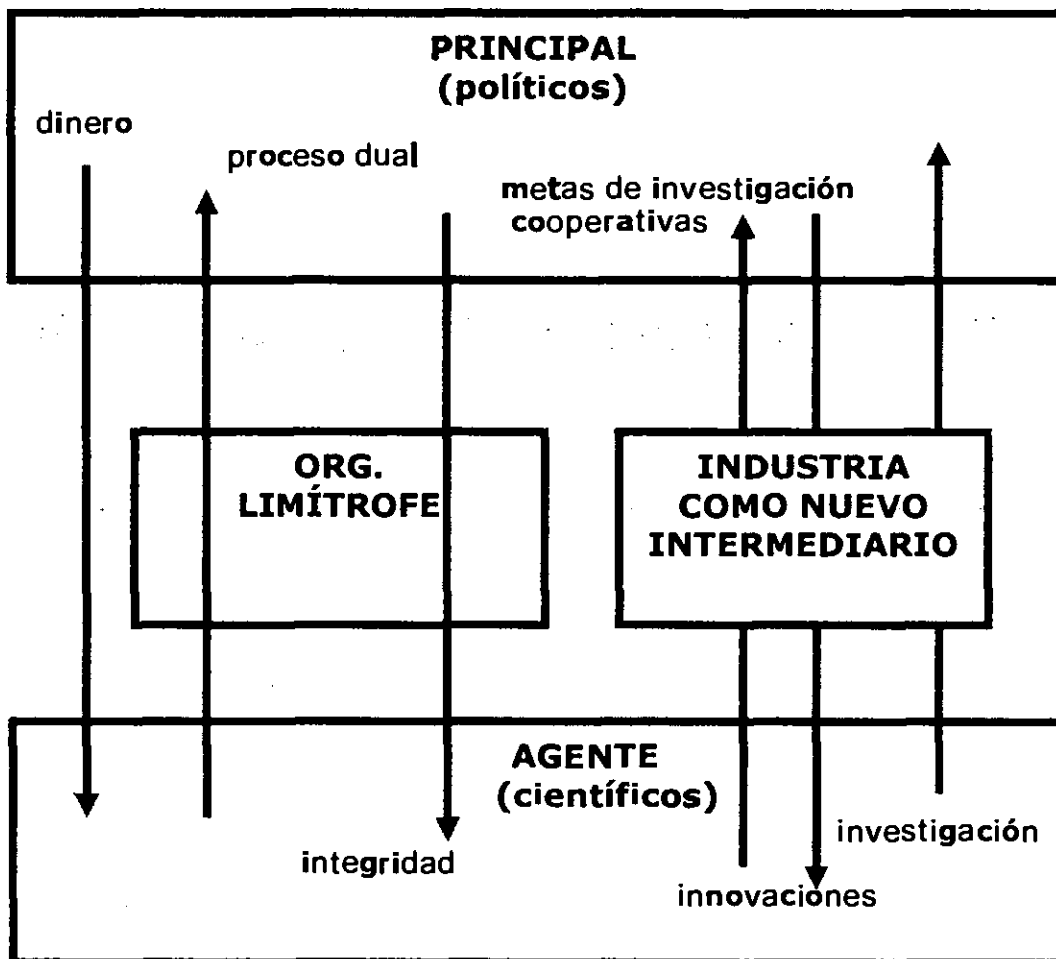 PRINCIPAL
(políticos)
dinero
proceso dual
metas de investigación
cooperativas
ORG.
LIMÍTROFE
INDUSTRIA
COMO NUEVO
INTERMEDIARIO
AGENTE
(científicos)
integridad
investigación
innovaciones